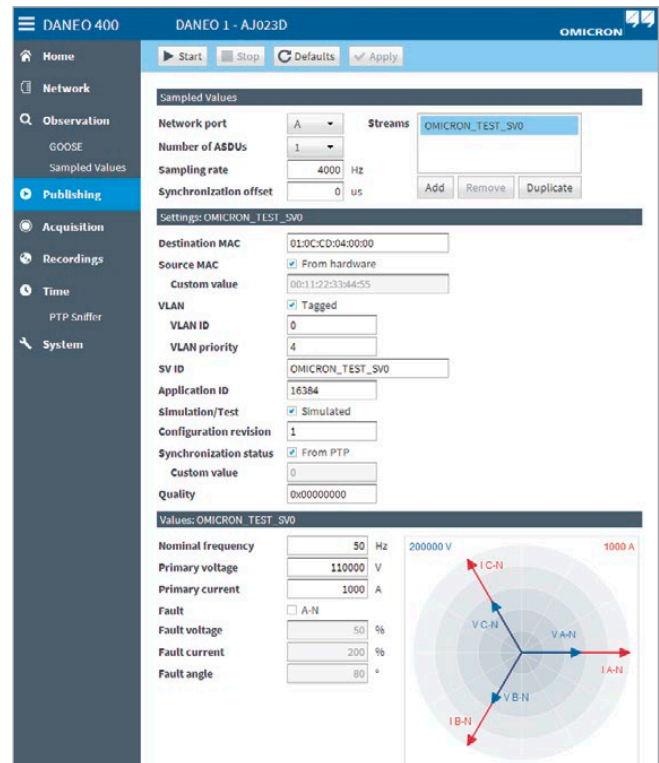 DANEO 400
DANEO 1 - AJ023D
OMICRON
Home
Network
Observation
GOOSE
Sampled Values
Publishing
Acquisition
Recordings
Time
PTP Sniffer
System
Start Stop Defaults Apply
Sampled Values
Network port A Streams OMICRON_TEST_SV0
Number of ASDUs 1
Sampling rate 4000 Hz
Synchronization offset 0 us
Add Remove Duplicate
Settings: OMICRON_TEST_SV0
Destination MAC 01:0C:CD:04:00:00
Source MAC From hardware
Custom value 00:11:22:33:44:55
VLAN Tagged
VLAN ID 0
VLAN priority 4
SV ID OMICRON_TEST_SV0
Application ID 16384
Simulation/Test Simulated
Configuration revision 1
Synchronization status From PTP
Custom value 0
Quality 0x00000000
Values: OMICRON_TEST_SV0
Nominal frequency 50 Hz
Primary voltage 110000 V
Primary current 1000 A
Fault A-N
Fault voltage 50 %
Fault current 200 %
Fault angle 80 °
200000 V 1000 A
I C-N
V C-N
V A-N
I A-N
V B-N
I B-N